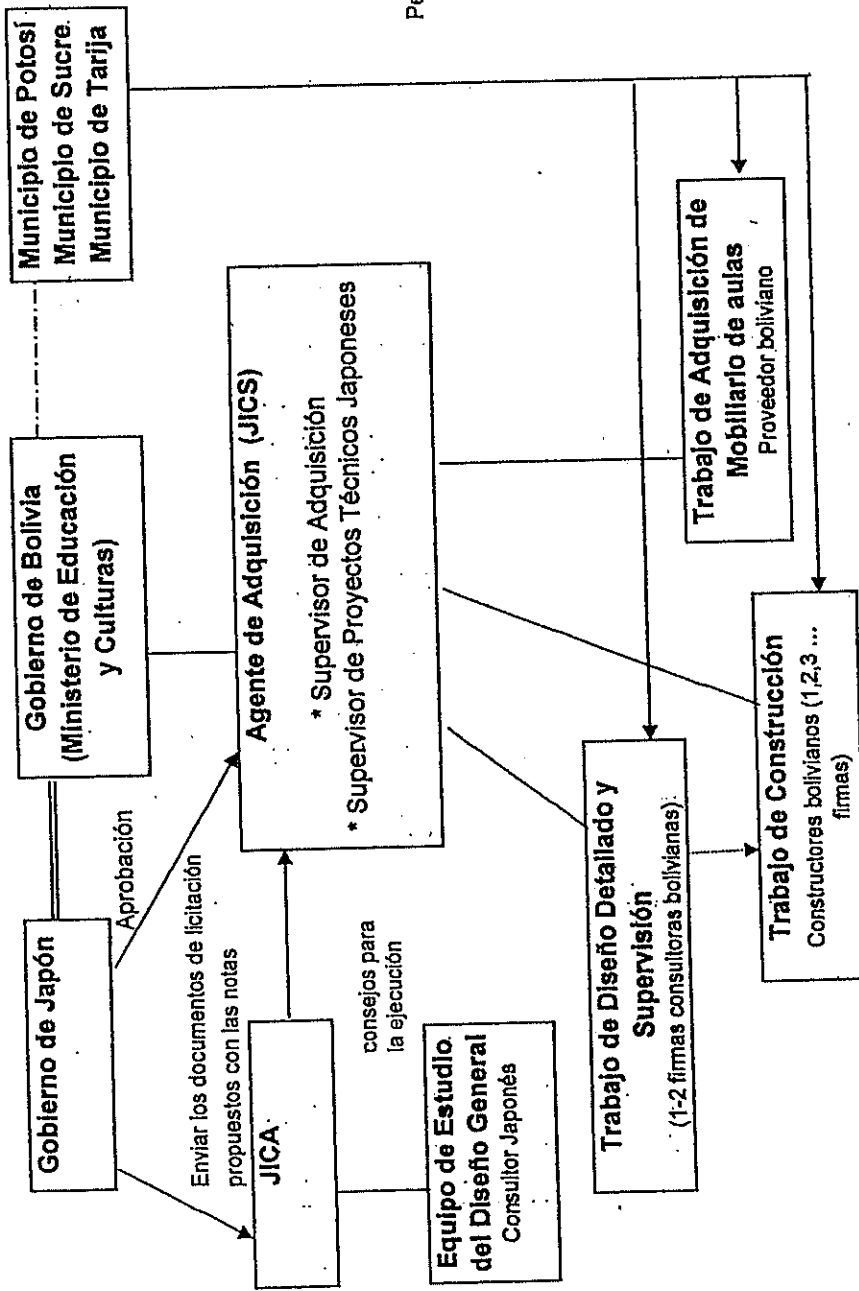 Gobierno de Japón
Gobierno de Bolivia
(Ministerio de Educación
y Culturas)
Municipio de Potosí
Municipio de Sucre
Municipio de Tarija
Aprobación
Enviar los documentos de licitación
propuestos con las notas
JICA
consejos para
la ejecución
Agente de Adquisición (JICS)
* Supervisor de Adquisición
* Supervisor de Proyectos Técnicos Japoneses
Equipo de Estudio
del Diseño General
Consultor Japonés
Trabajo de Diseño Detallado y
Supervisión
(1-2 firmas consultoras bolivianas)
Trabajo de Adquisición de
Mobiliario de aulas
Proveedor boliviano
Trabajo de Construcción
Constructores bolivianos (1,2,3 ...
firmas)
Pe